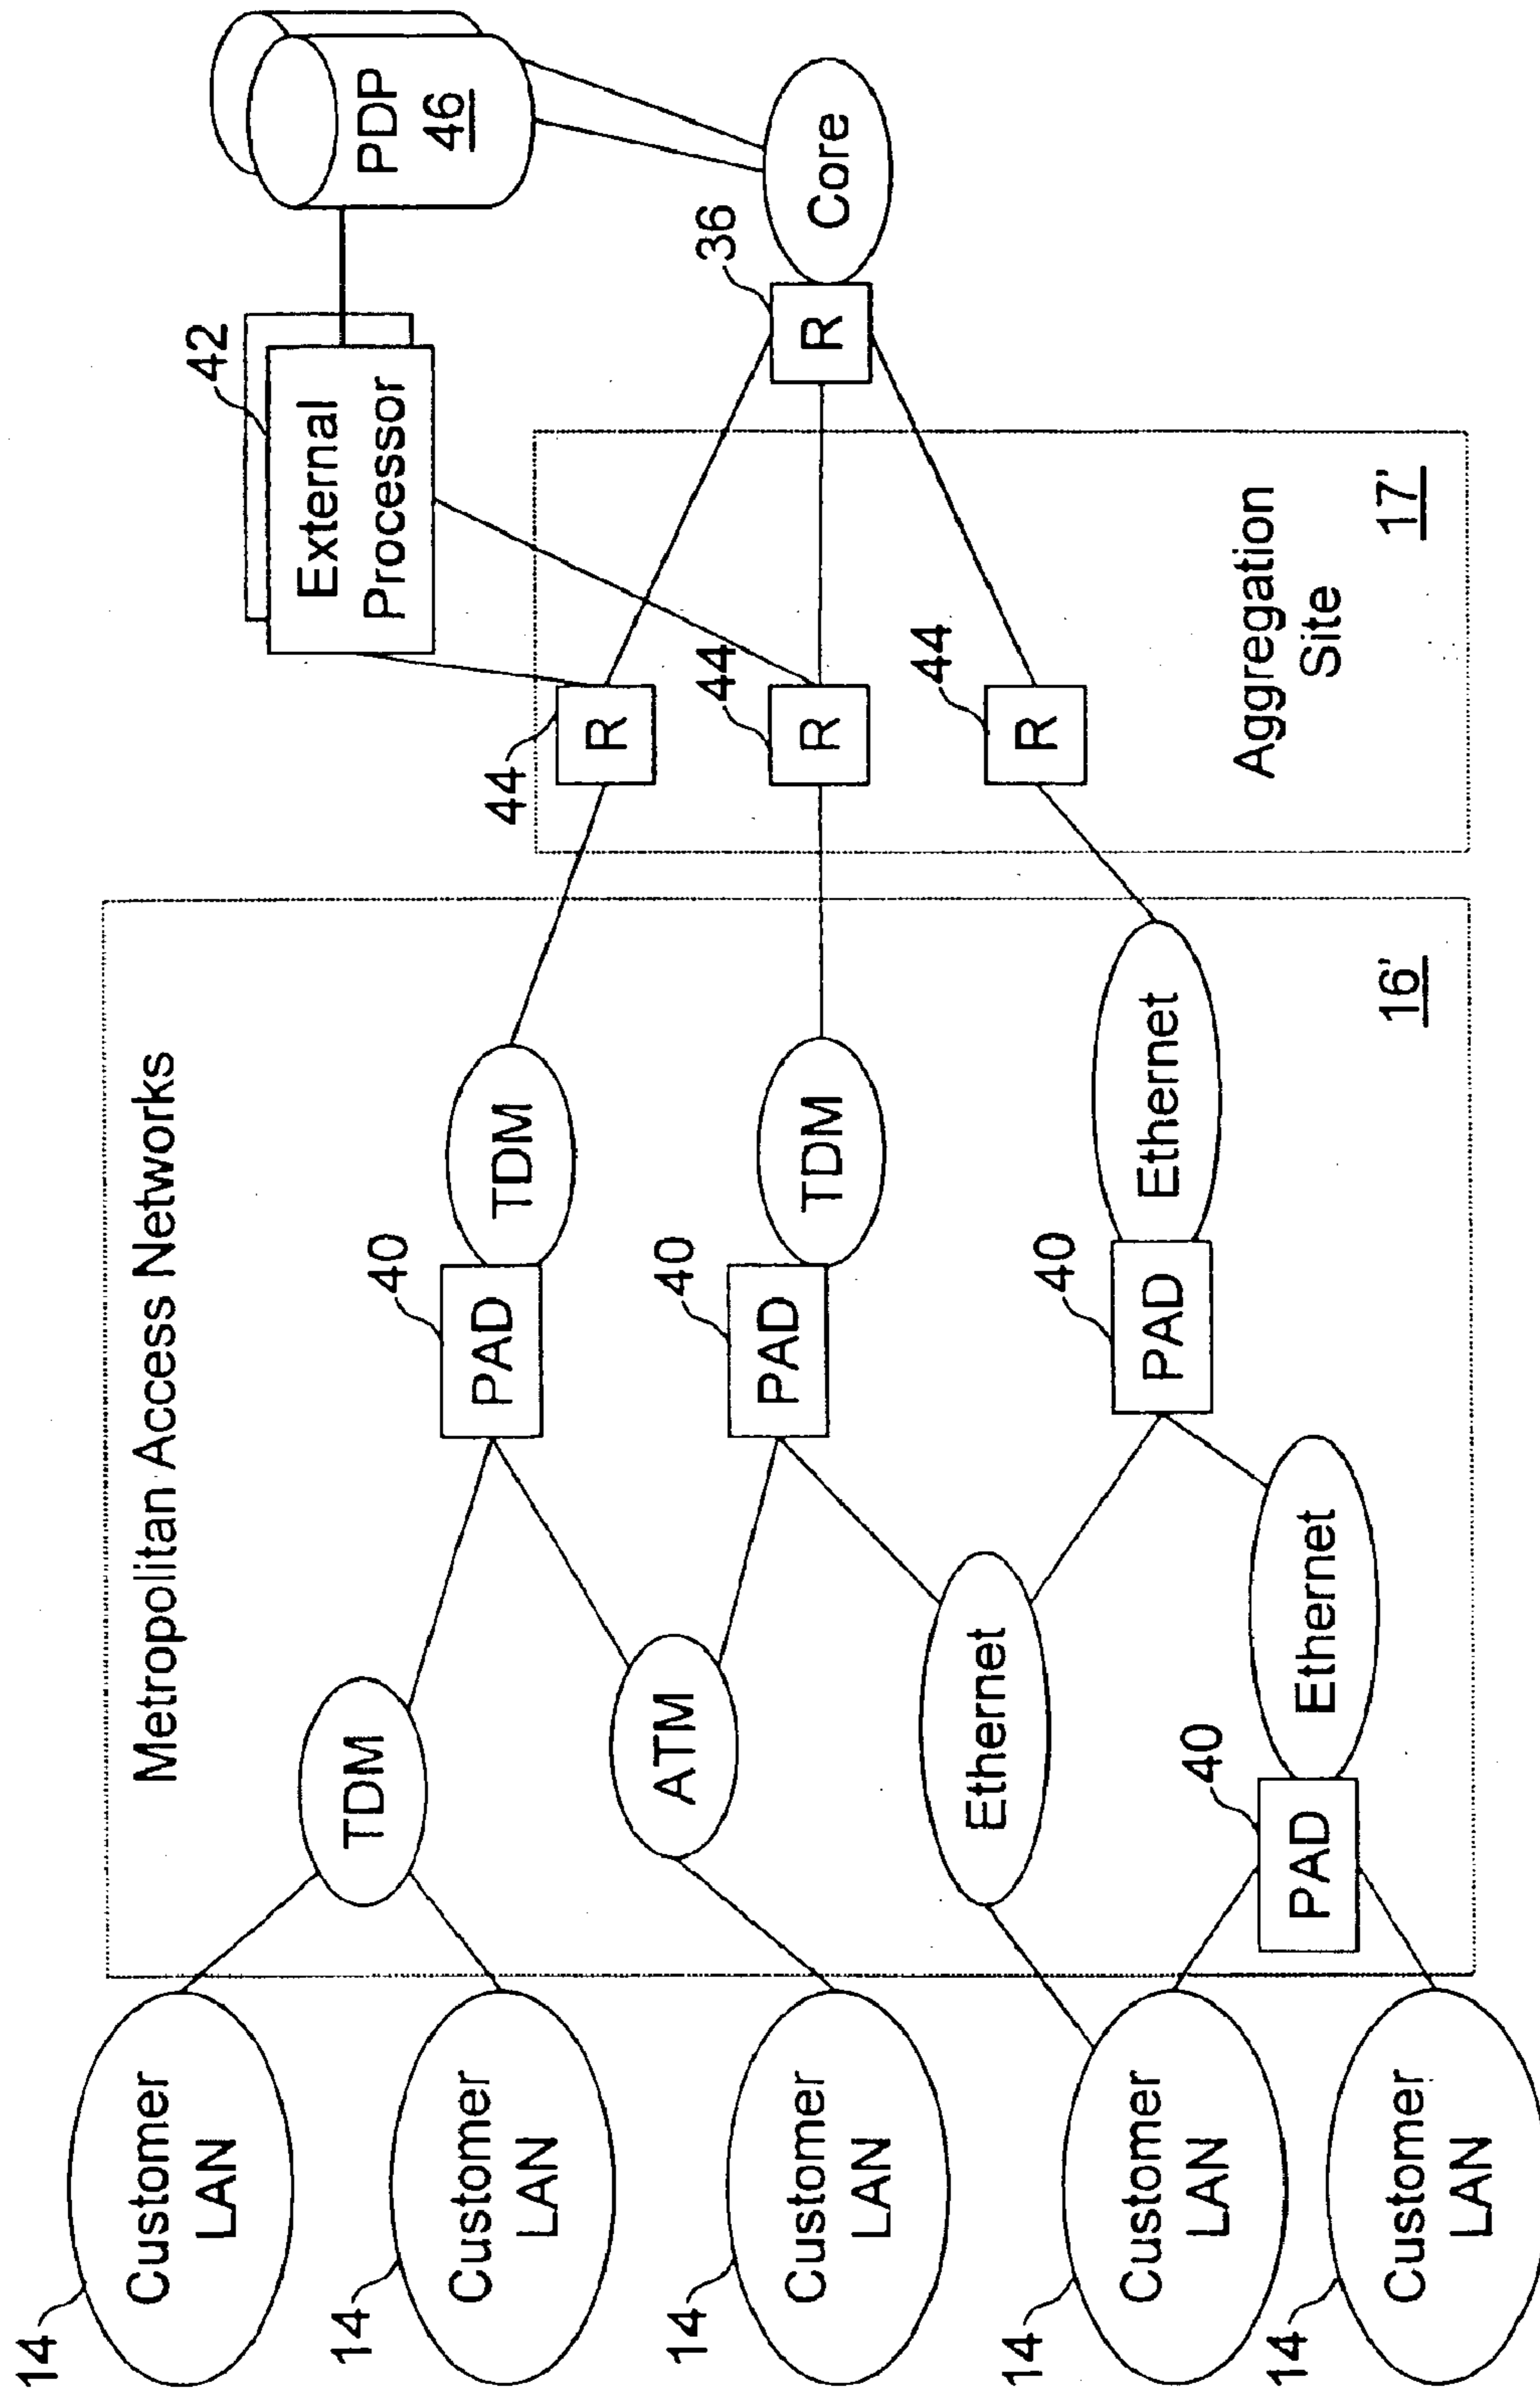 Metropolitan Access Networks
14
Customer
LAN
14
Customer
LAN
14
Customer
LAN
14
Customer
LAN
14
Customer
LAN
TDM
ATM
Ethernet
40
PAD
Ethernet
40
PAD
TDM
40
PAD
TDM
40
PAD
Ethernet
16'
44
R
44
R
44
R
Aggregation
Site
17'
42
External
Processor
PDP
46
36
R
Core